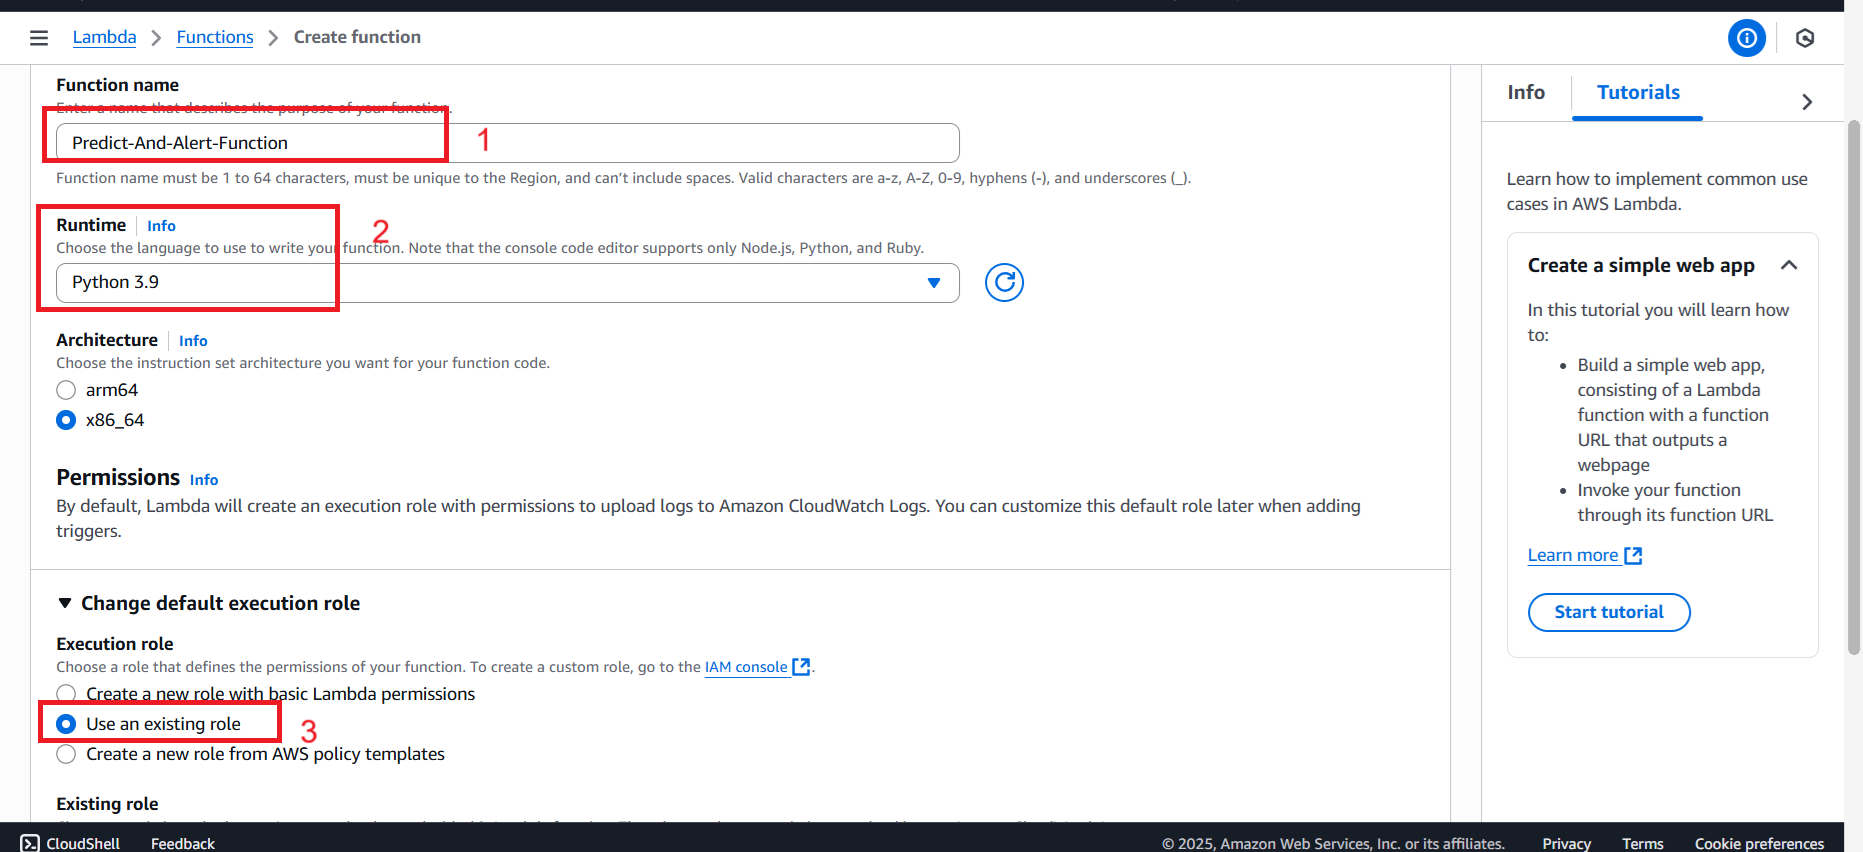 Lambda > Functions > Create function
Function name
Enter a name that describes the purpose of your function.
Predict-And-Alert-Function
1
Function name must be 1 to 64 characters, must be unique to the Region, and can't include spaces. Valid characters are a-z, A-Z, 0-9, hyphens (-), and underscores (_).
Runtime Info
2
Choose the language to use to write your function. Note that the console code editor supports only Node.js, Python, and Ruby.
Python 3.9
Architecture Info
Choose the instruction set architecture you want for your function code.
arm64
x86_64
Permissions Info
By default, Lambda will create an execution role with permissions to upload logs to Amazon CloudWatch Logs. You can customize this default role later when adding
triggers.
Change default execution role
Execution role
Choose a role that defines the permissions of your function. To create a custom role, go to the IAM console.
Create a new role with basic Lambda permissions
Use an existing role
3
Create a new role from AWS policy templates
Existing role
Info
Tutorials
Learn how to implement common use
cases in AWS Lambda.
Create a simple web app
In this tutorial you will learn how
to:
• Build a simple web app,
consisting of a Lambda
function with a function
URL that outputs a
webpage
• Invoke your function
through its function URL
Learn more
Start tutorial
CloudShell Feedback © 2025, Amazon Web Services, Inc. or its affiliates. Privacy Terms Cookie preferences